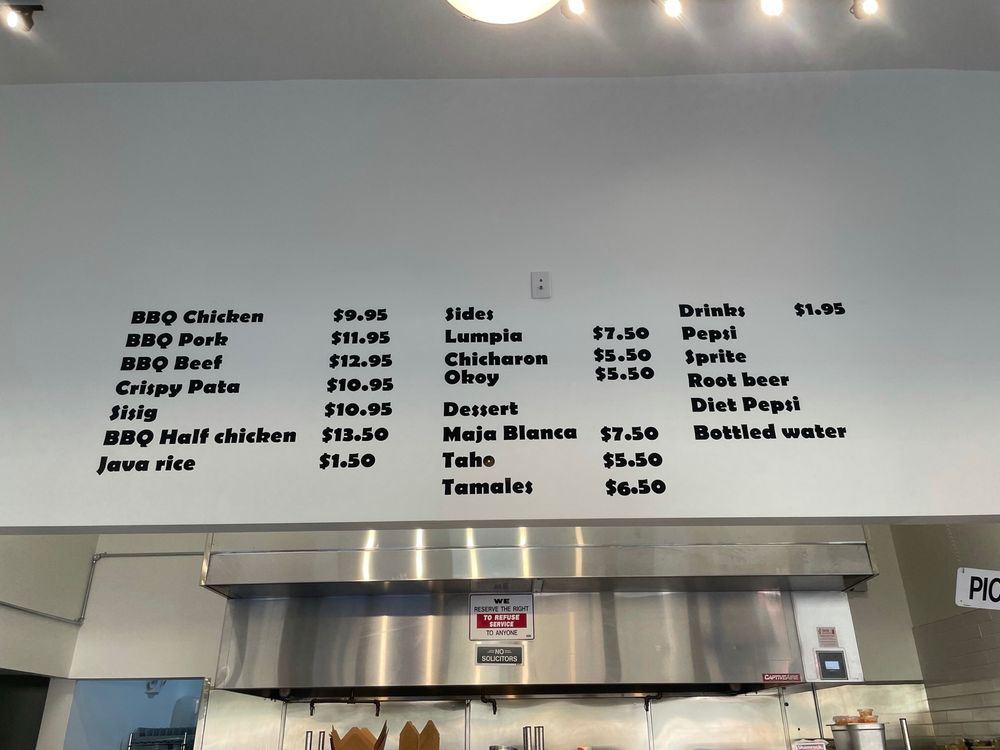 BBQ Chicken $9.95
BBQ Pork $11.95
BBQ Beef $12.95
Crispy Pata $10.95
Sisig $10.95
BBQ Half chicken $13.50
Java rice $1.50
Sides
Lumpia $7.50
Chicharon $5.50
Okoy $5.50
Dessert
Maja Blanca $7.50
Taho $5.50
Tamales $6.50
Drinks $1.95
Pepsi
Sprite
Root beer
Diet Pepsi
Bottled water
WE
RESERVE THE RIGHT
TO REFUSE
SERVICE
TO ANYONE
NO
SOLICITORS
CAPTIVEAIRE
PIC